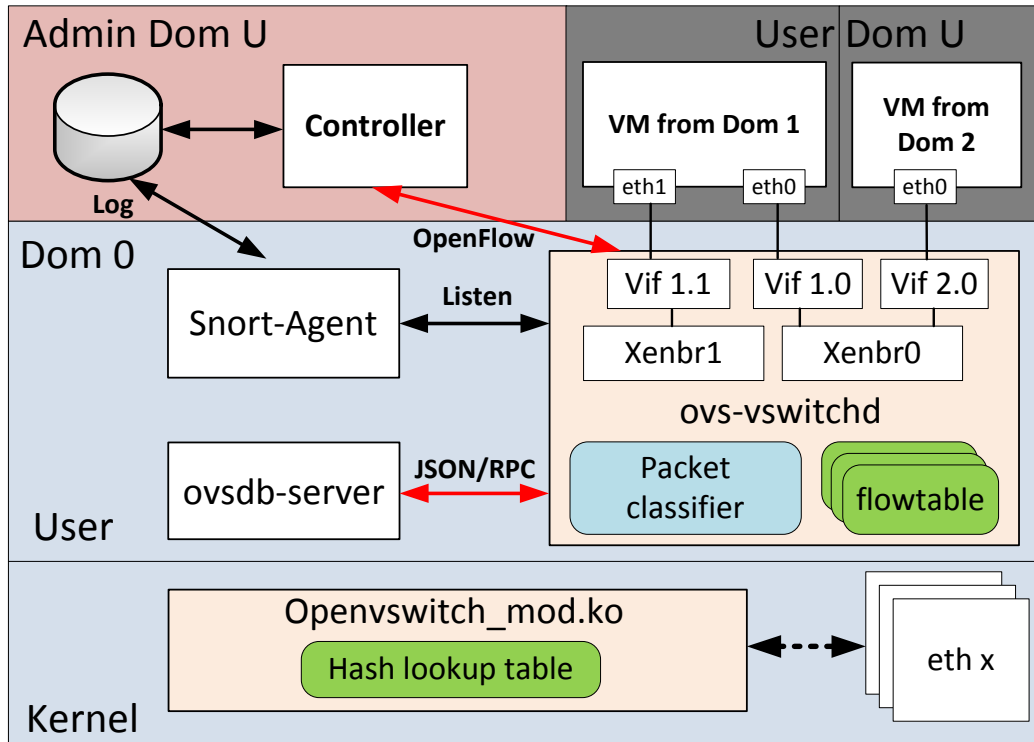 Admin Dom U
User Dom U
Controller
Log
VM from Dom 1
eth1
eth0
VM from
Dom 2
eth0
OpenFlow
Dom 0
Snort-Agent
Listen
Vif 1.1
Vif 1.0
Vif 2.0
Xenbr1
Xenbr0
ovs-vswitchd
ovsdb-server
JSON/RPC
Packet
classifier
flowtable
User
Openvswitch_mod.ko
Hash lookup table
eth x
Kernel